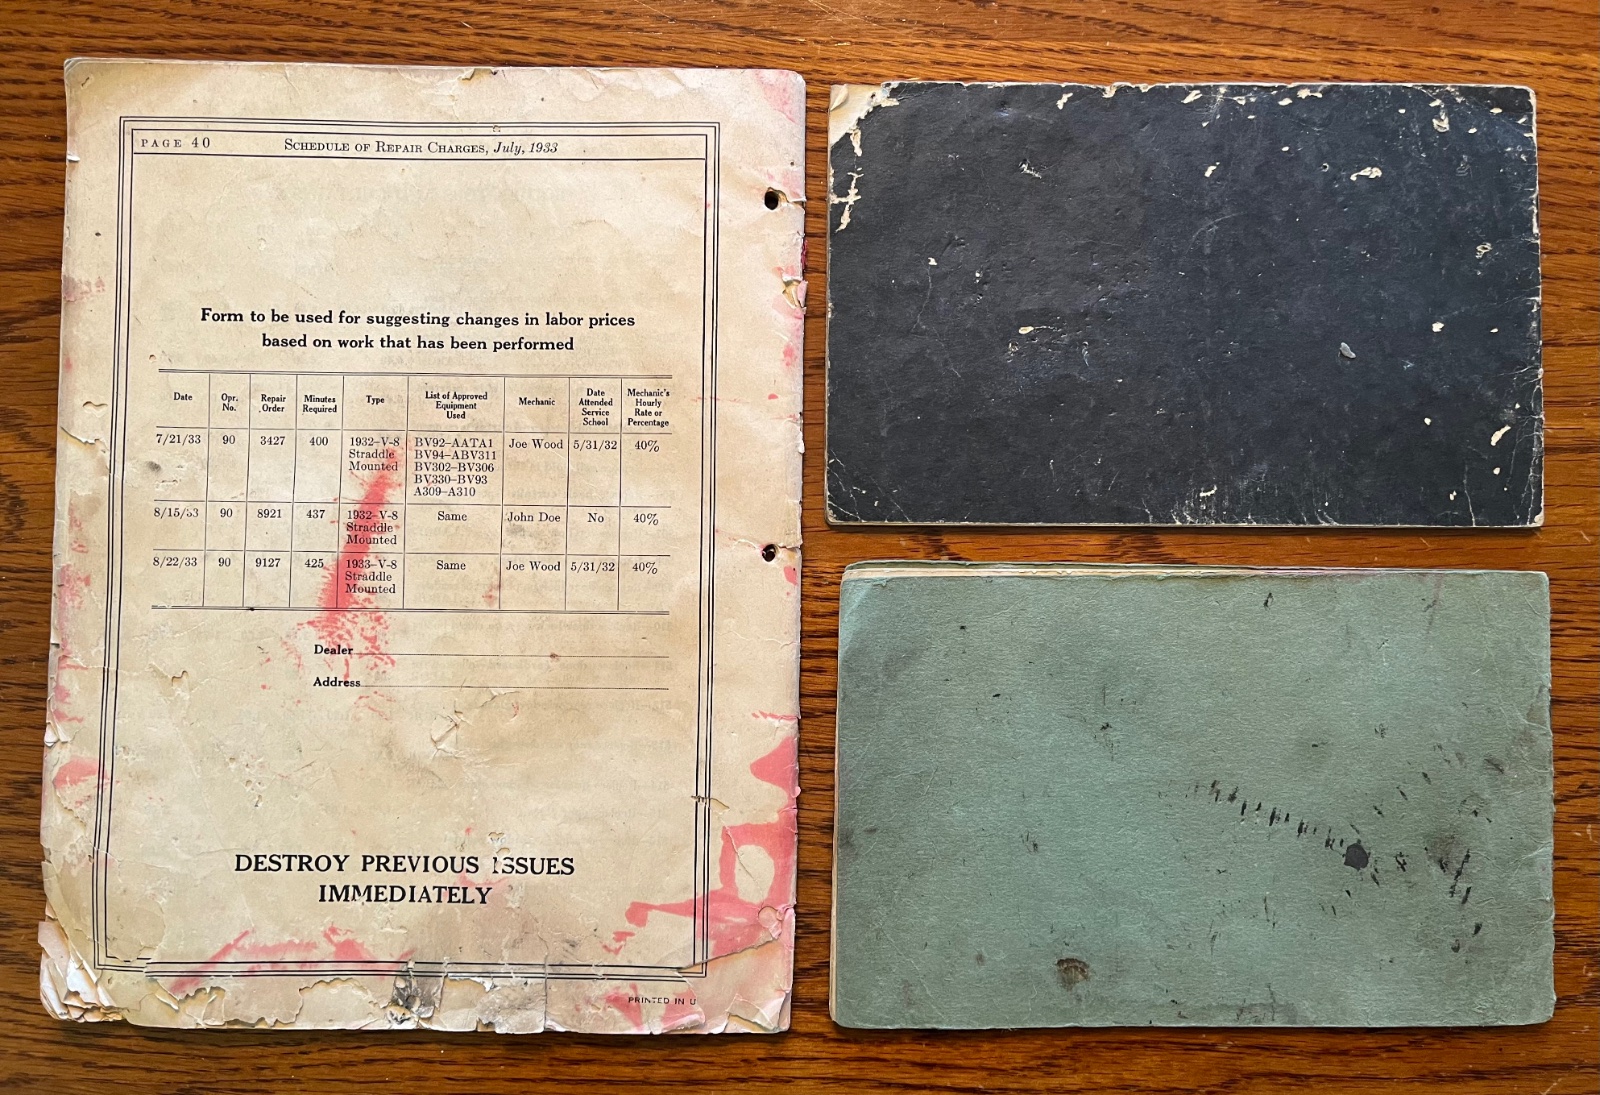 PAGE 40 SCHEDULE OF REPAIR CHARGES, July, 1933
Form to be used for suggesting changes in labor prices
based on work that has been performed
Date Opr. No. Repair Order Minutes Required Type List of Approved Equipment Used Mechanic Date Attended Service School Mechanic's Hourly Rate or Percentage
7/21/33 90 3427 400 1932-V-8 Straddle Mounted BV92-AATA1 BV94-ABV311 BV302-BV306 BV330-BV93 A309-A310 Joe Wood 5/31/32 40%
8/15/33 90 8921 437 1932-V-8 Straddle Mounted Same John Doe No 40%
8/22/33 90 9127 425 1933-V-8 Straddle Mounted Same Joe Wood 5/31/32 40%
Dealer
Address
DESTROY PREVIOUS ISSUES
IMMEDIATELY
PRINTED IN U